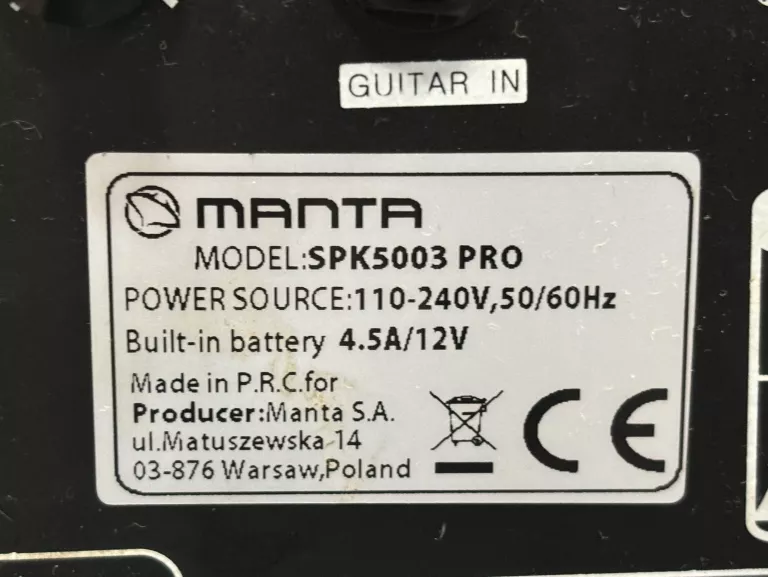 GUITAR IN
MANTA
MODEL:SPK5003 PRO
POWER SOURCE:110-240V,50/60Hz
Built-in battery 4.5A/12V
Made in P.R.C.for
Producer:Manta S.A.
ul.Matuszewska 14
03-876 Warsaw,Poland
CE